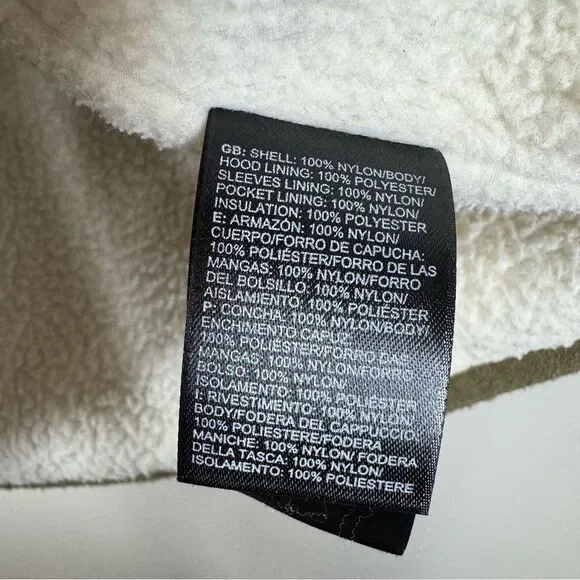 GB: SHELL: 100% NYLON/BODY/
HOOD LINING: 100% POLYESTER/
SLEEVES LINING: 100% NYLON/
POCKET LINING: 100% NYLON/
INSULATION: 100% POLYESTER
E: ARMAZÓN: 100% NYLON/
CUERPO/FORRO DE CAPUCHA:
100% POLIÉSTER/FORRO DE LAS
MANGAS: 100% NYLON/FORRO
DEL BOLSILLO: 100% NYLON/
AISLAMIENTO: 100% POLIÉSTER
P: CONCHA: 100% NYLON/BODY/
ENCHIMENTO CAPUZ:
100% POLIÉSTER/FORRO DAS
MANGAS: 100% NYLON/FORRO
BOLSO: 100% NYLON/
ISOLAMENTO: 100% POLIÉSTER
I: RIVESTIMENTO: 100% NYLON/
BODY/FODERA DEL CAPPUCCIO:
100% POLIESTERE/FODERA
MANICHE: 100% NYLON/ FODERA
DELLA TASCA: 100% NYLON/
ISOLAMENTO: 100% POLIESTERE